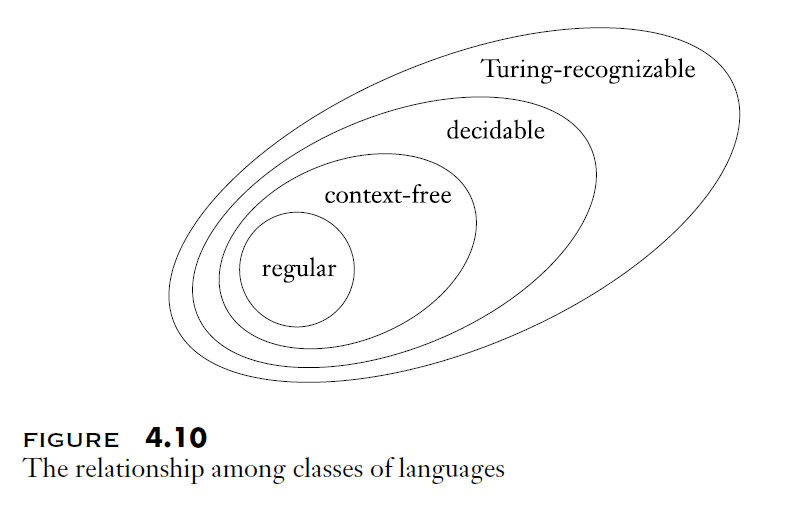 Turing-recognizable
decidable
context-free
regular
FIGURE 4.10
The relationship among classes of languages